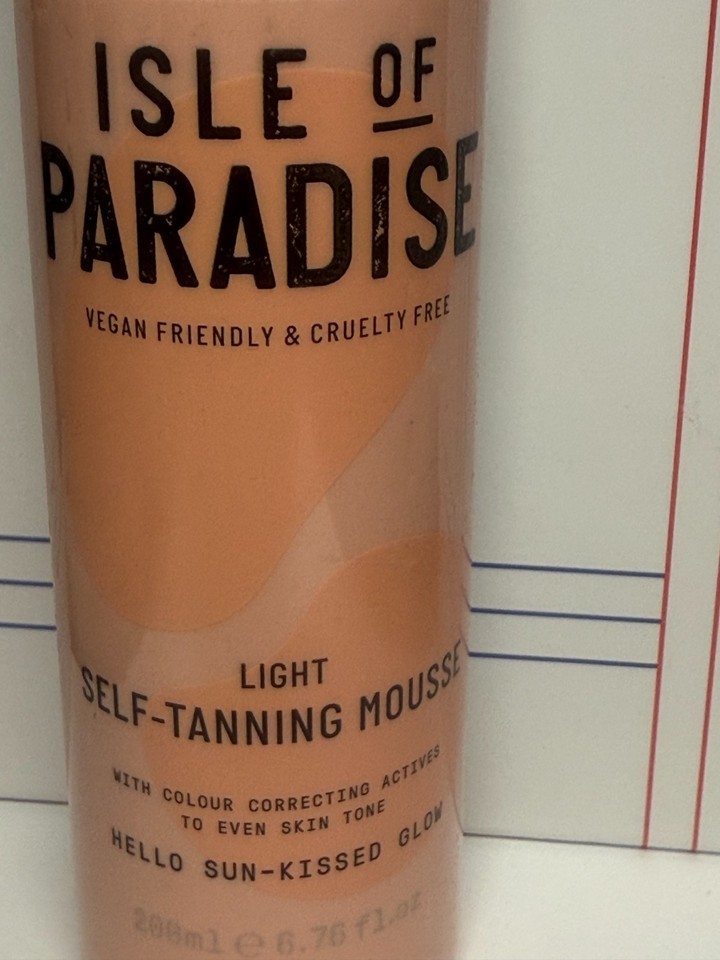 ISLE OF
PARADISE
VEGAN FRIENDLY & CRUELTY FREE
LIGHT
SELF-TANNING MOUSSE
WITH COLOUR CORRECTING ACTIVES
TO EVEN SKIN TONE
HELLO SUN-KISSED GLOW
200ml ℮ 6.76 fl.oz